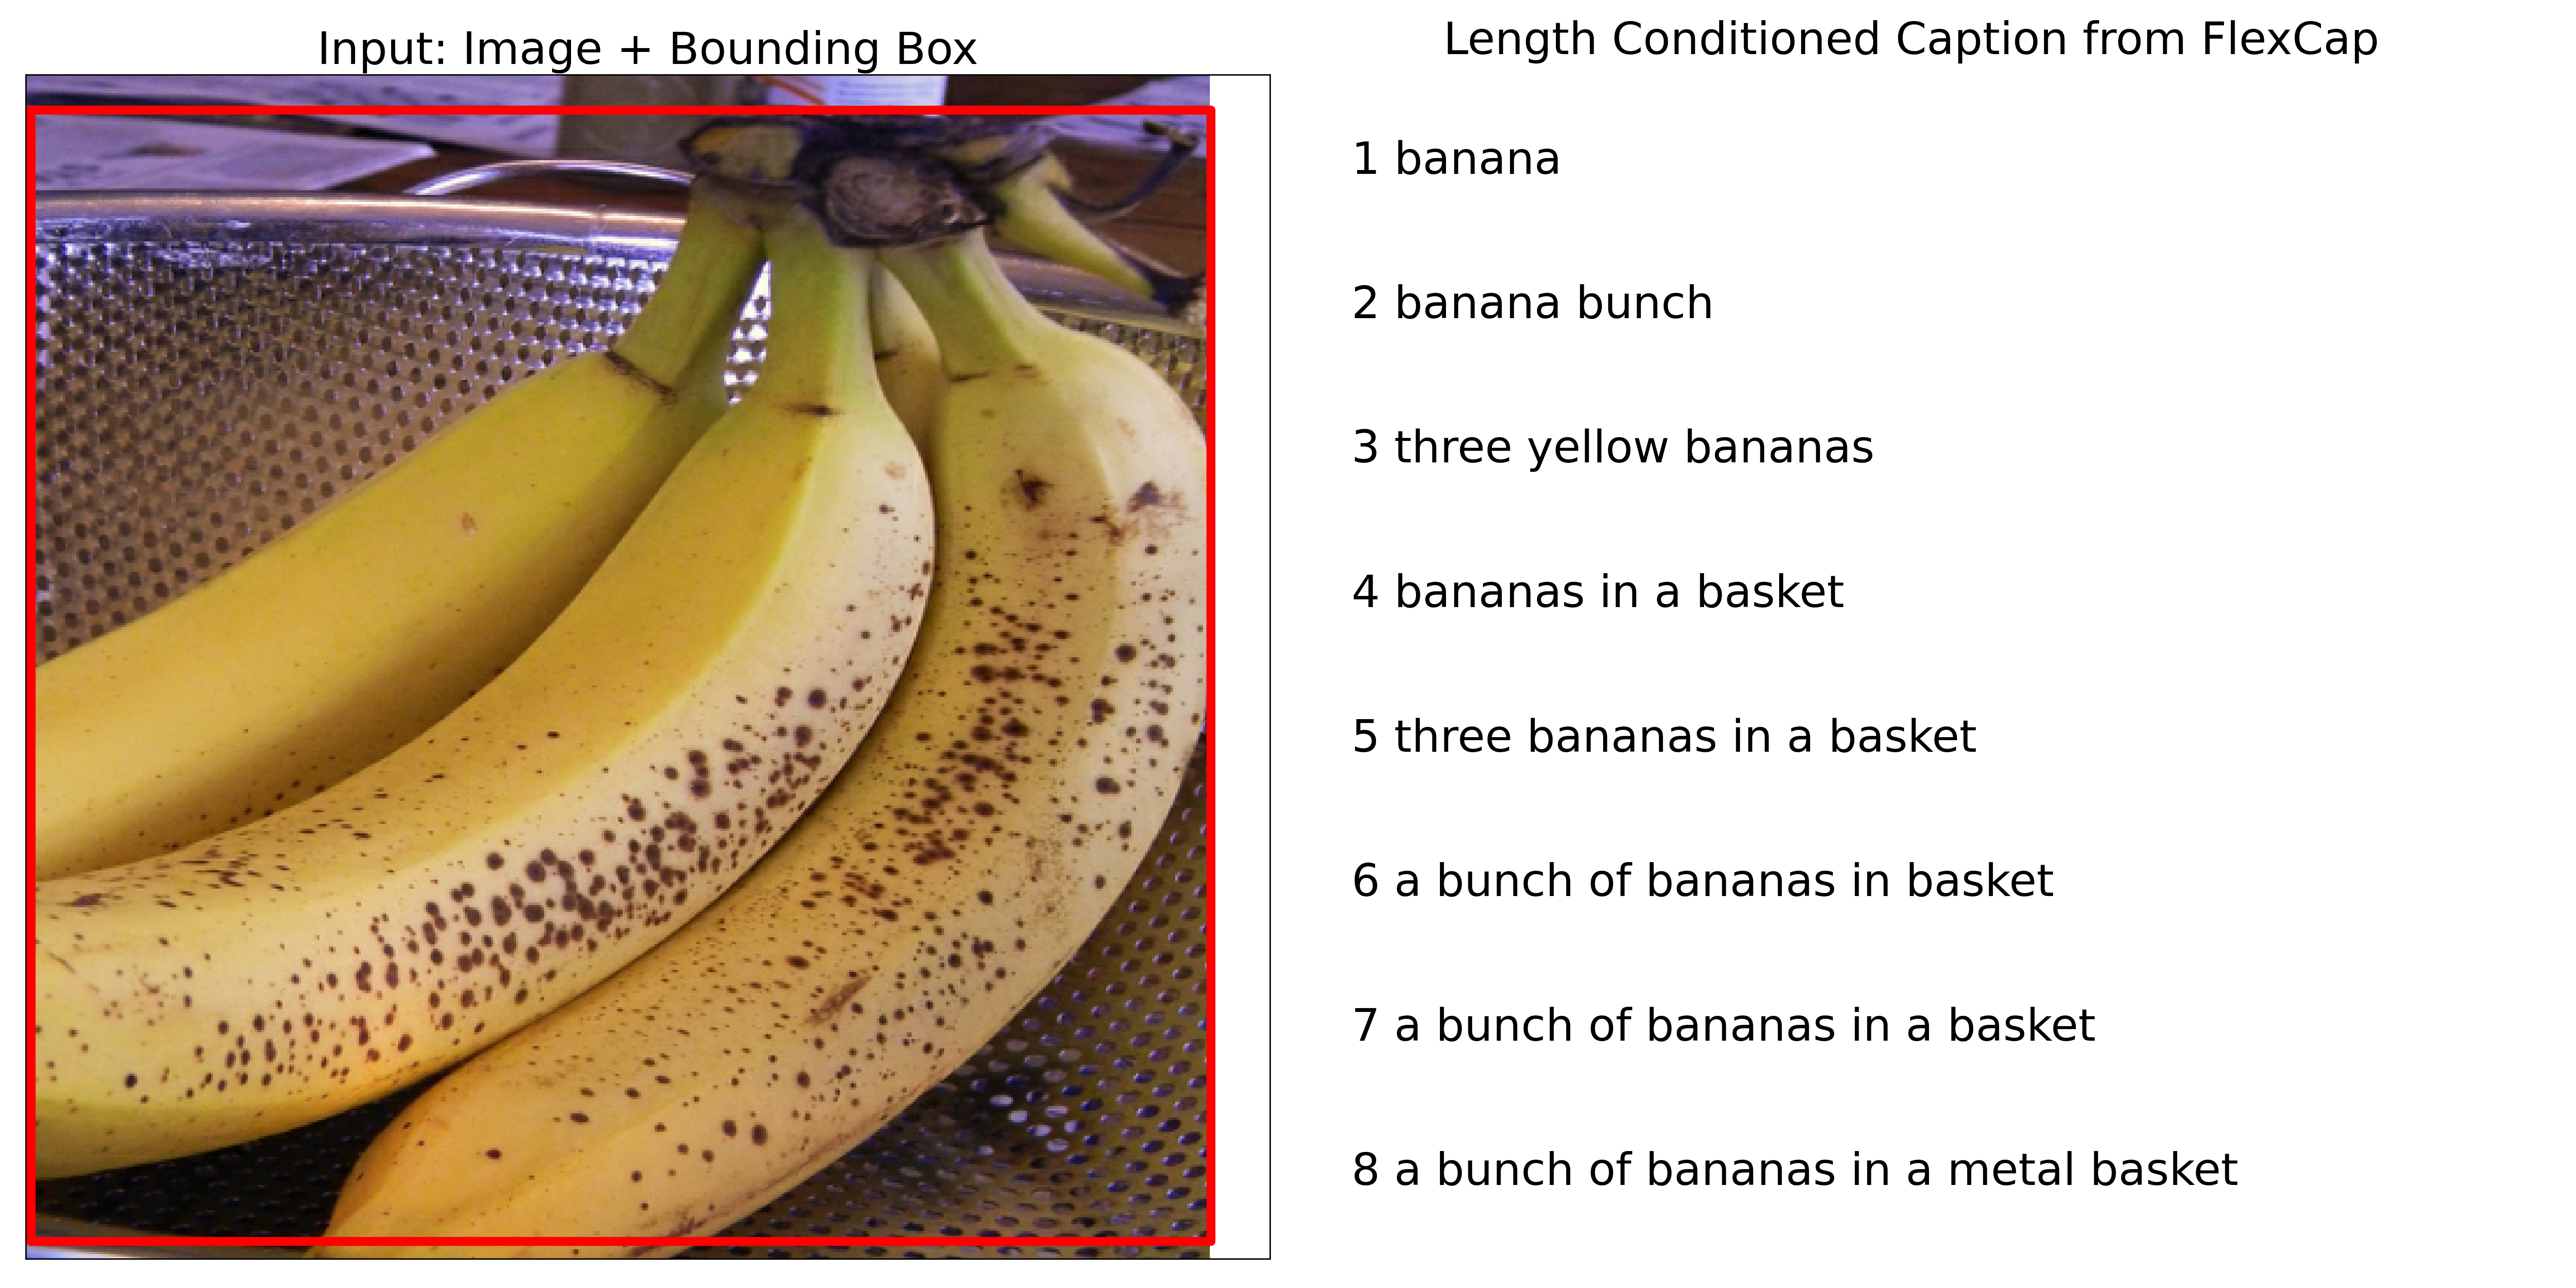 Input: Image + Bounding Box
Length Conditioned Caption from FlexCap
1 banana
2 banana bunch
3 three yellow bananas
4 bananas in a basket
5 three bananas in a basket
6 a bunch of bananas in basket
7 a bunch of bananas in a basket
8 a bunch of bananas in a metal basket